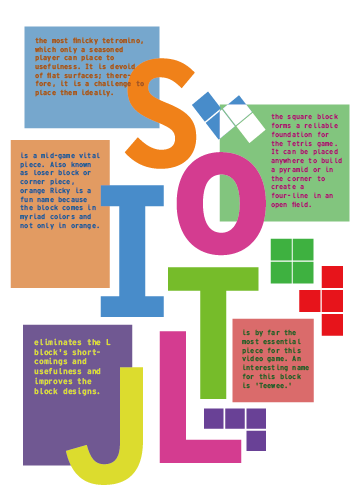 the most finicky tetromino,
which only a seasoned
player can place to
usefulness. It is devoid
of flat surfaces; there-
fore, it is a challenge to
place them ideally.
S
the square block
forms a reliable
foundation for
the Tetris game.
It can be placed
anywhere to build
a pyramid or in
the corner to
create a
four-line in an
open field.
O
is a mid-game vital
piece. Also known
as loser block or
corner piece,
orange Ricky is a
fun name because
the block comes in
myriad colors and
not only in orange.
I
T
is by far the
most essential
piece for this
video game. An
interesting name
for this block
is 'Teewee.'
eliminates the L
block's short-
comings and
usefulness and
improves the
block designs.
J
L